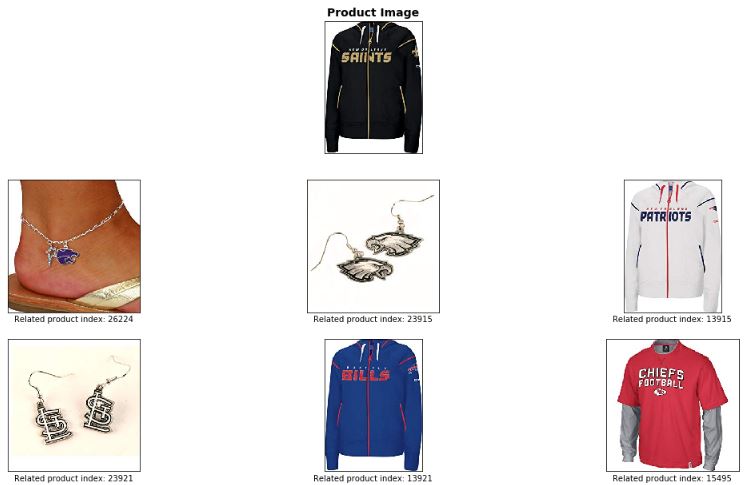 Product Image
NEW ORLEANS
SAINTS
NEW ENGLAND
PATRIOTS
Related product index: 26224
Related product index: 23915
Related product index: 13915
BUFFALO
BILLS
CHIEFS
FOOTBALL
Related product index: 23921
Related product index: 13921
Related product index: 15495